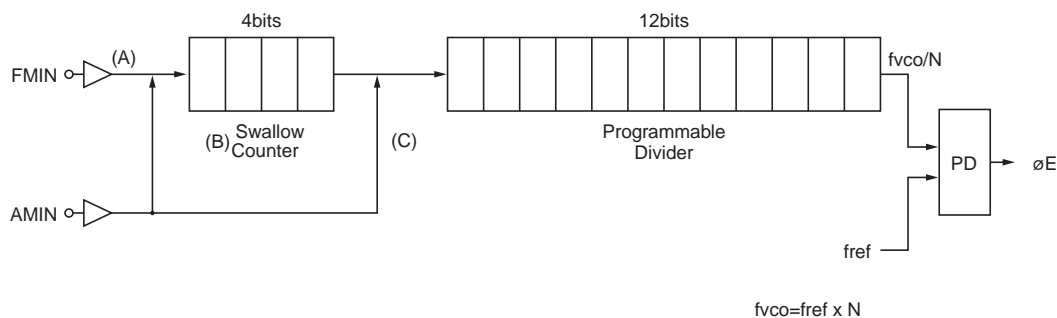 4bits
12bits
FMIN
(A)
fvco/N
(B)
Swallow
Counter
(C)
Programmable
Divider
PD
øE
AMIN
fref
fvco=fref x N